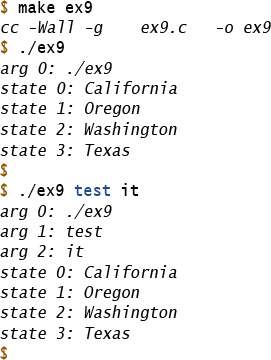 $ make ex9
cc -Wall -g    ex9.c   -o ex9
$ ./ex9
arg 0: ./ex9
state 0: California
state 1: Oregon
state 2: Washington
state 3: Texas
$
$ ./ex9 test it
arg 0: ./ex9
arg 1: test
arg 2: it
state 0: California
state 1: Oregon
state 2: Washington
state 3: Texas
$